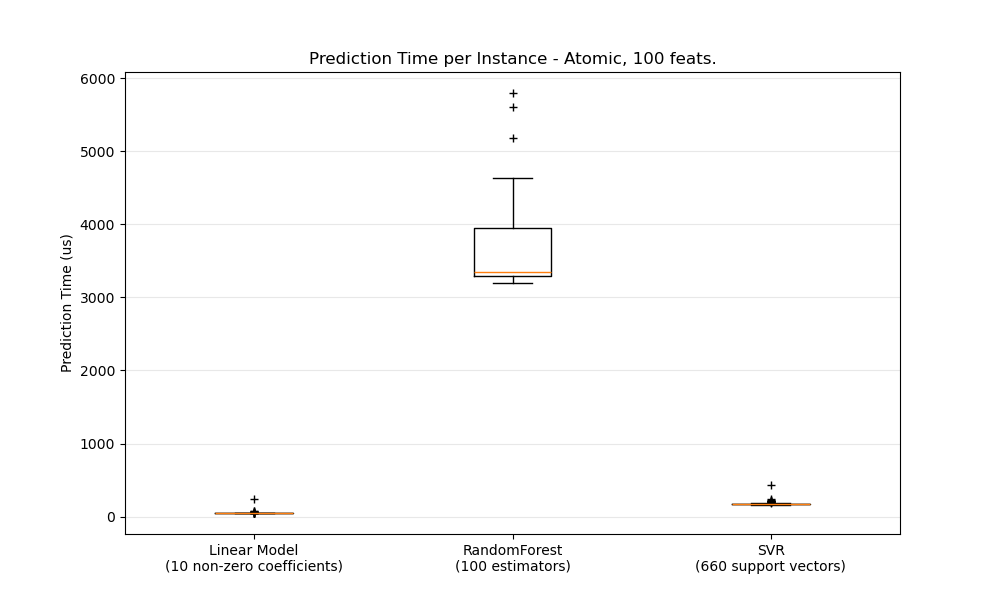 Prediction Time per Instance - Atomic, 100 feats.
6000
5000
4000
3000
2000
1000
0
Prediction Time (us)
Linear Model
(10 non-zero coefficients)
RandomForest
(100 estimators)
SVR
(660 support vectors)